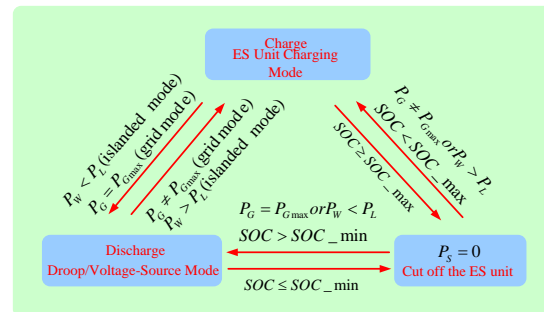 Charge
ES Unit Charging
Mode
P_W < P_L (islanded mode)
P_G = P_Gmax (grid mode)
P_G ≠ P_Gmax (grid mode)
P_W > P_L (islanded mode)
P_G ≠ P_Gmax or P_W > P_L
SOC < SOC_max
SOC ≥ SOC_max
P_G = P_Gmax or P_W < P_L
SOC > SOC_min
Discharge
Droop/Voltage-Source Mode
P_S = 0
Cut off the ES unit
SOC ≤ SOC_min